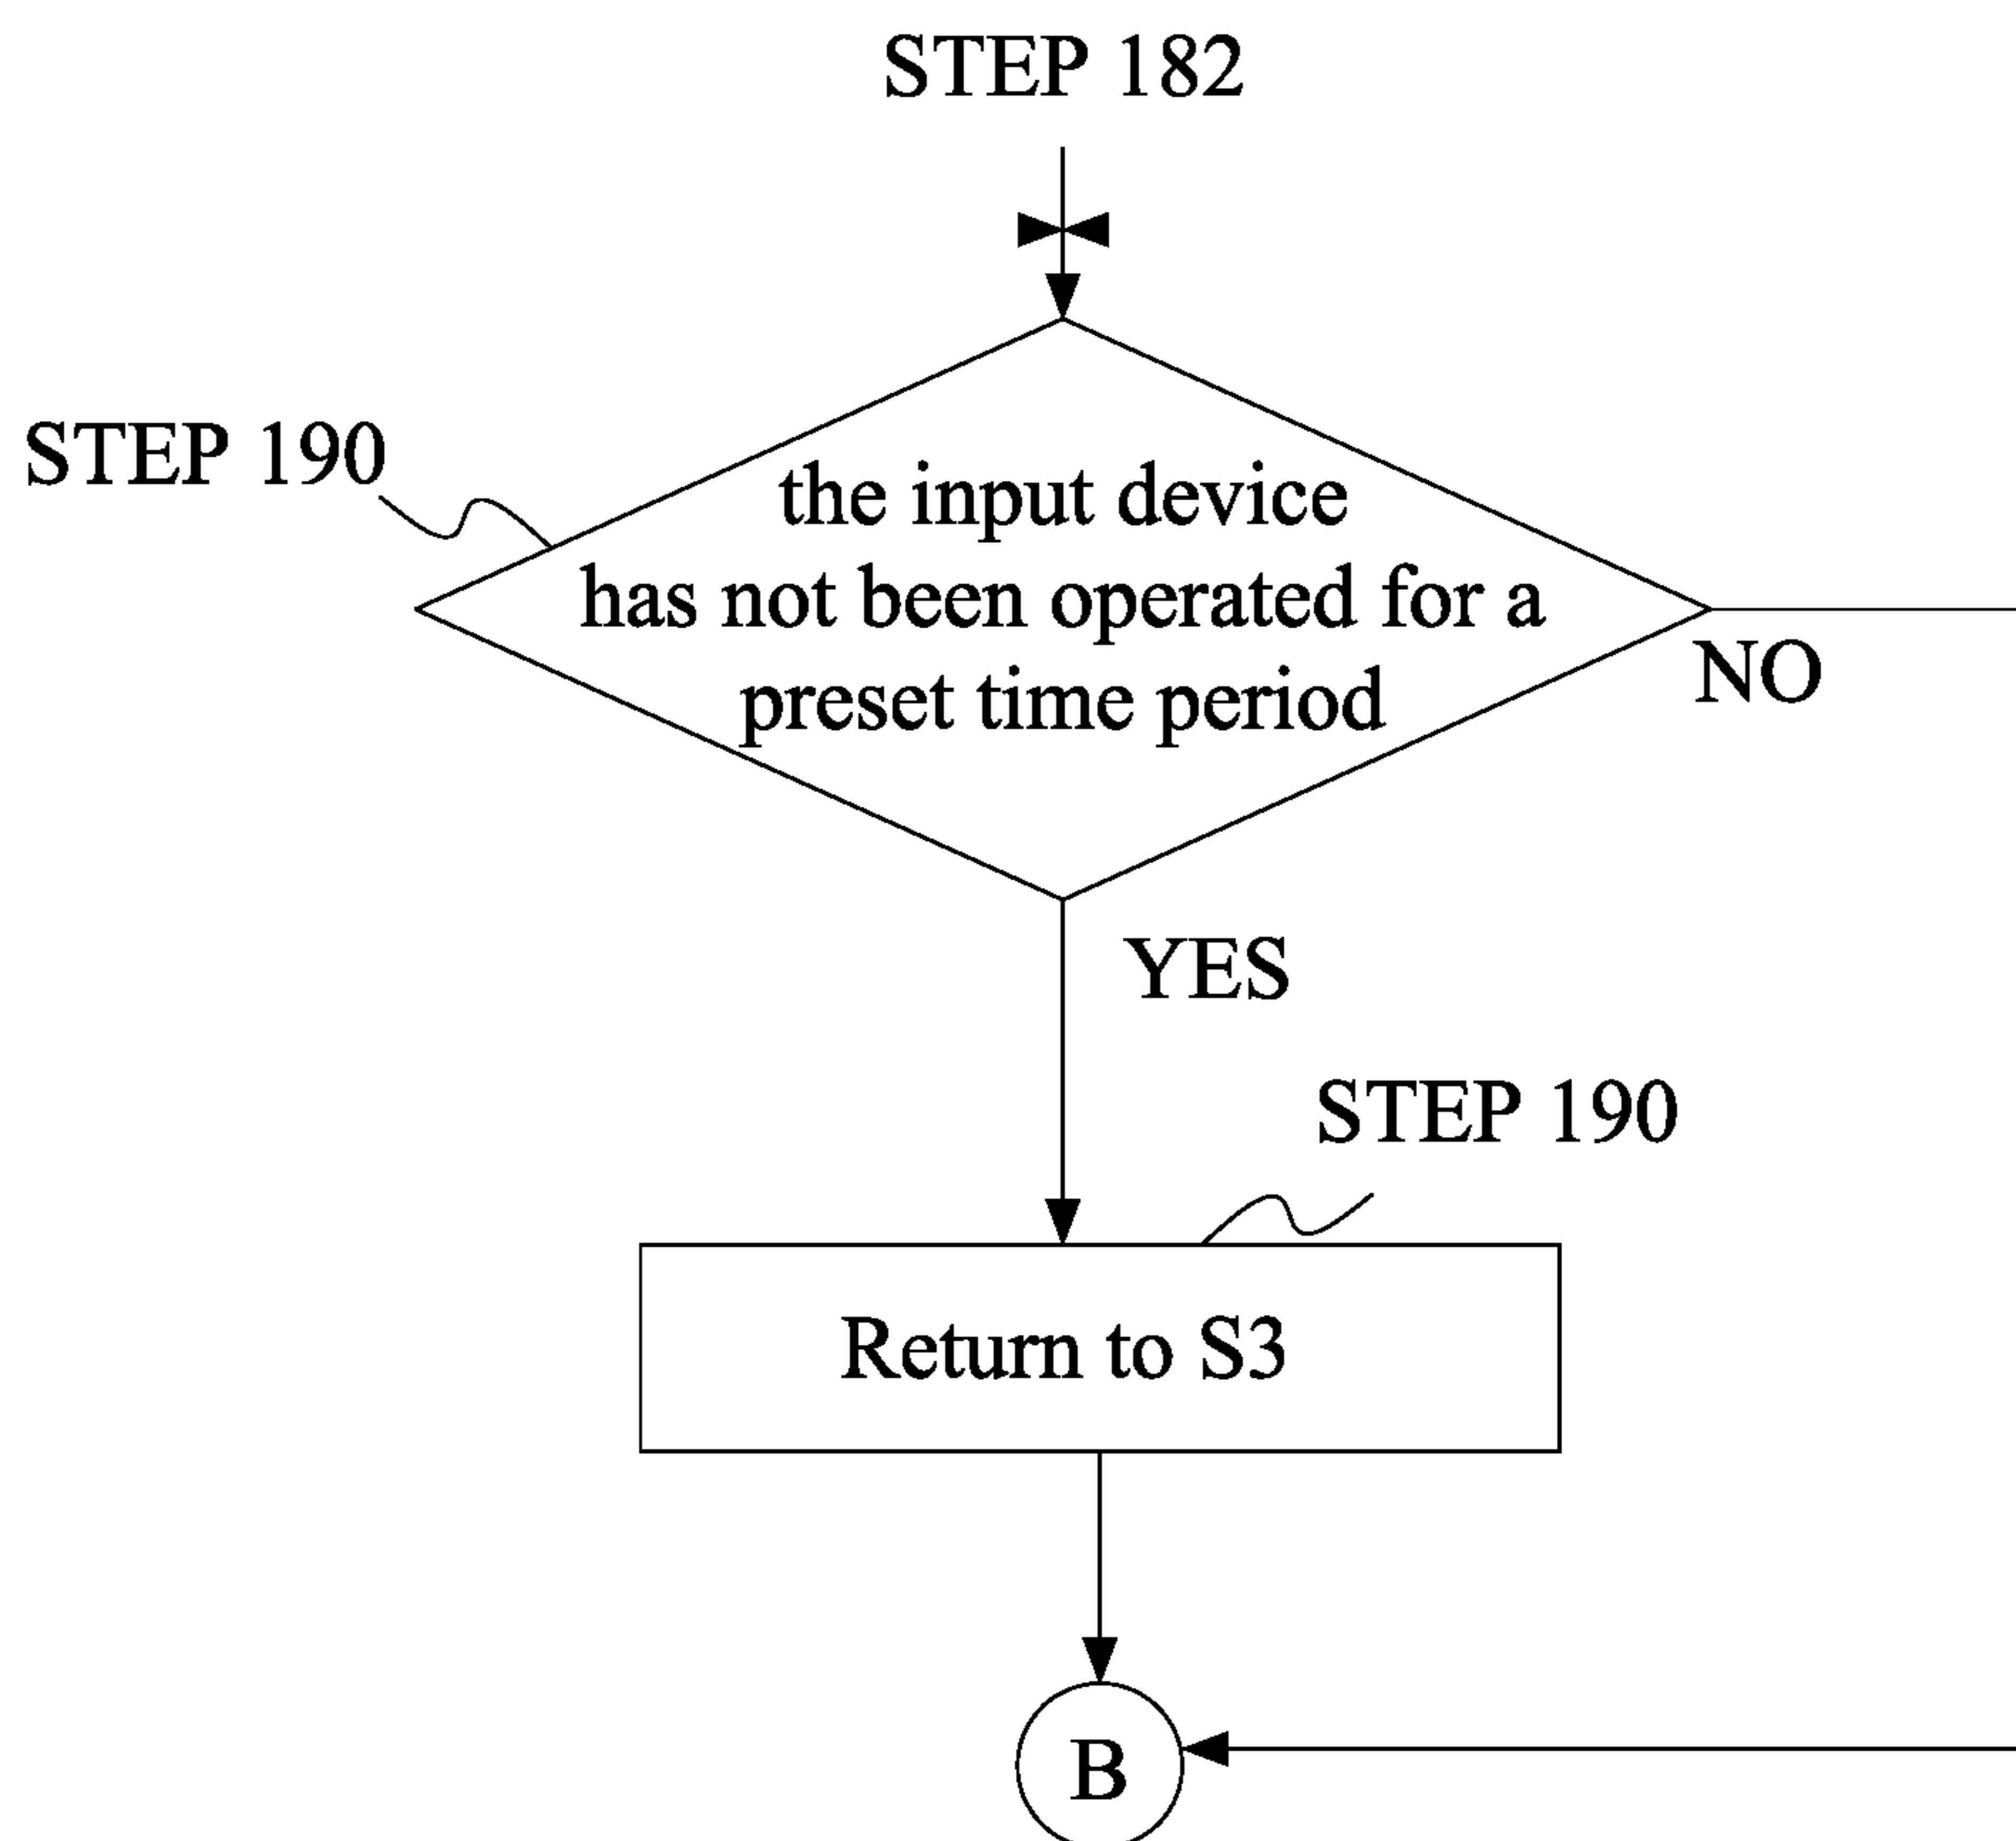 STEP 182
STEP 190
the input device
has not been operated for a
preset time period
NO
YES
STEP 190
Return to S3
B